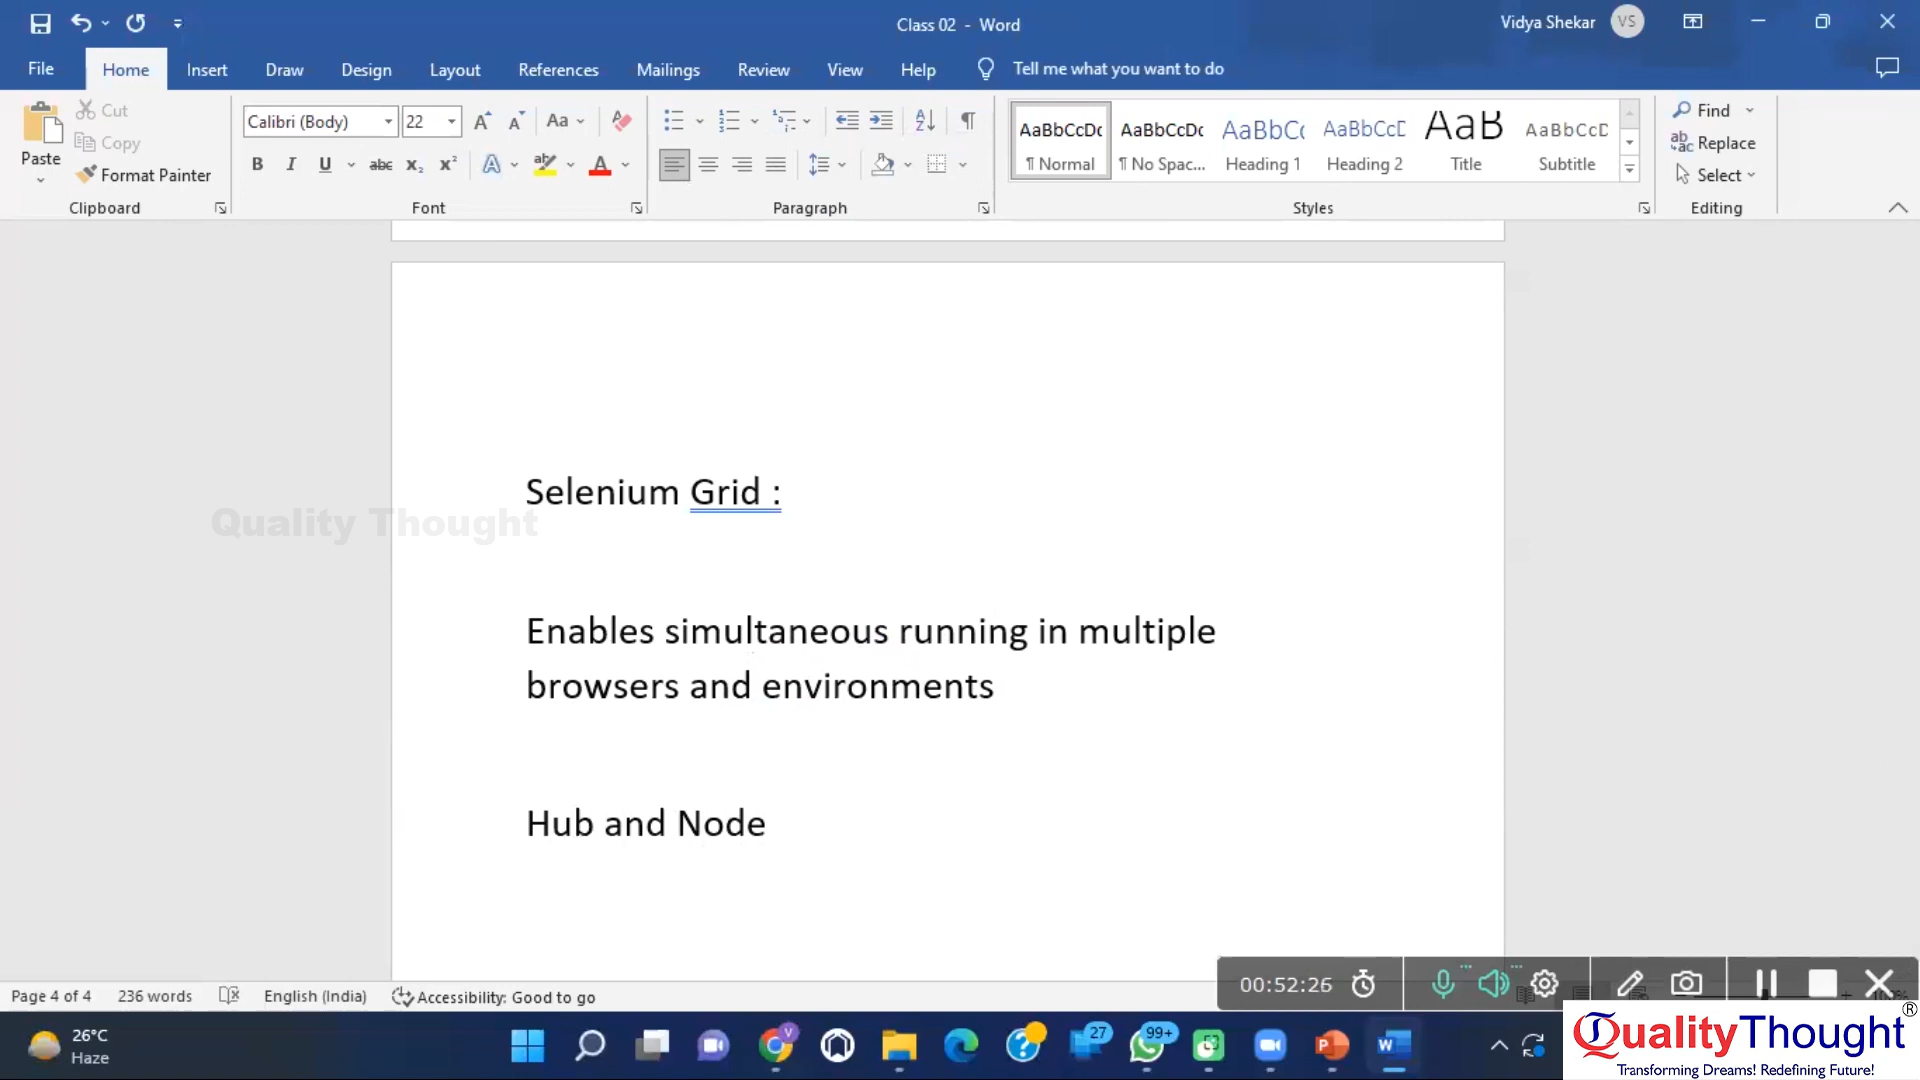 Class 02 - Word
Vidya Shekar
VS
File
Home
Insert
Draw
Design
Layout
References
Mailings
Review
View
Help
Tell me what you want to do
Paste
Cut
Copy
Format Painter
Clipboard
Calibri (Body)
22
Font
Paragraph
AaBbCcDc
¶ Normal
AaBbCcDc
¶ No Spac...
AaBbCc
Heading 1
AaBbCcD
Heading 2
AaB
Title
AaBbCcD
Subtitle
Styles
Find
Replace
Select
Editing
Selenium Grid :
Quality Thought
Enables simultaneous running in multiple
browsers and environments
Hub and Node
00:52:26
Page 4 of 4
236 words
English (India)
Accessibility: Good to go
26°C
Haze
27
99+
QualityThought®
Transforming Dreams! Redefining Future!